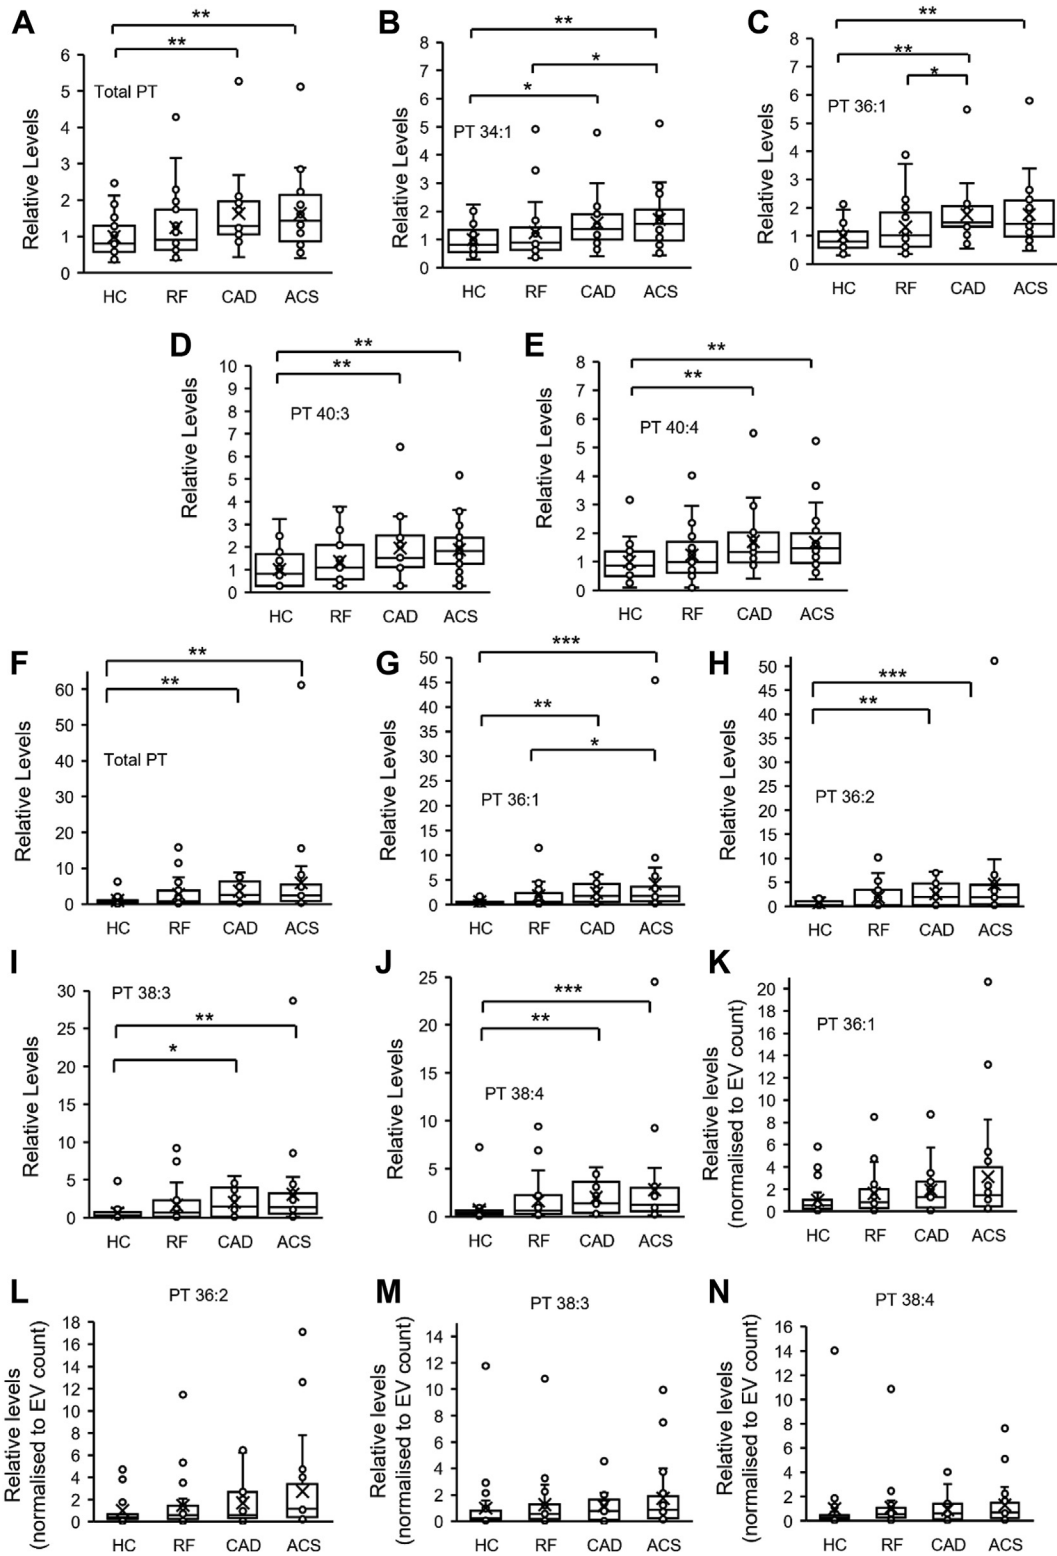 A
**
**
Relative Levels
6
5
4
3
2
1
0
Total PT
HC RF CAD ACS
B
**
*
*
Relative Levels
8
7
6
5
4
3
2
1
0
PT 34:1
HC RF CAD ACS
C
**
**
*
Relative Levels
8
7
6
5
4
3
2
1
0
PT 36:1
HC RF CAD ACS
D
**
**
Relative Levels
10
9
8
7
6
5
4
3
2
1
0
PT 40:3
HC RF CAD ACS
E
**
**
Relative Levels
8
7
6
5
4
3
2
1
0
PT 40:4
HC RF CAD ACS
F
**
**
Relative Levels
60
50
40
30
20
10
0
Total PT
HC RF CAD ACS
G
***
**
*
Relative Levels
50
45
40
35
30
25
20
15
10
5
0
PT 36:1
HC RF CAD ACS
H
***
**
Relative Levels
50
45
40
35
30
25
20
15
10
5
0
PT 36:2
HC RF CAD ACS
I
PT 38:3
**
*
Relative Levels
30
25
20
15
10
5
0
HC RF CAD ACS
J
***
**
Relative Levels
25
20
15
10
5
0
PT 38:4
HC RF CAD ACS
K
Relative levels
(normalised to EV count)
20
18
16
14
12
10
8
6
4
2
0
PT 36:1
HC RF CAD ACS
L
PT 36:2
Relative levels
(normalised to EV count)
18
16
14
12
10
8
6
4
2
0
HC RF CAD ACS
M
PT 38:3
Relative levels
(normalised to EV count)
14
12
10
8
6
4
2
0
HC RF CAD ACS
N
PT 38:4
Relative levels
(normalised to EV count)
16
14
12
10
8
6
4
2
0
HC RF CAD ACS